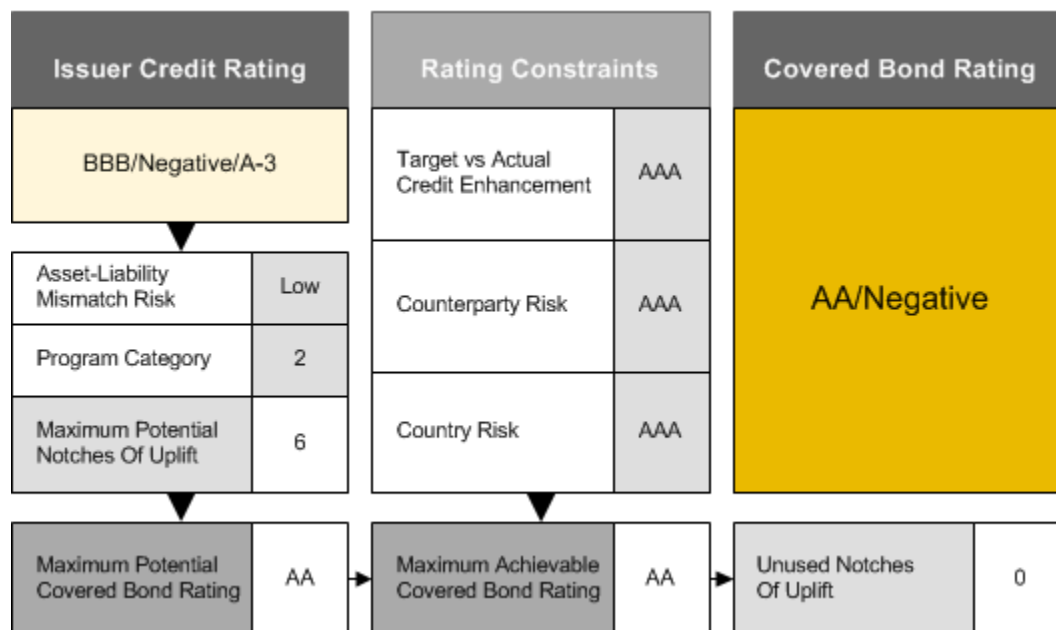 Issuer Credit Rating
BBB/Negative/A-3
Asset-Liability
Mismatch Risk
Low
Program Category
2
Maximum Potential
Notches Of Uplift
6
Maximum Potential
Covered Bond Rating
AA
Rating Constraints
Target vs Actual
Credit Enhancement
AAA
Counterparty Risk
AAA
Country Risk
AAA
Maximum Achievable
Covered Bond Rating
AA
Covered Bond Rating
AA/Negative
Unused Notches
Of Uplift
0